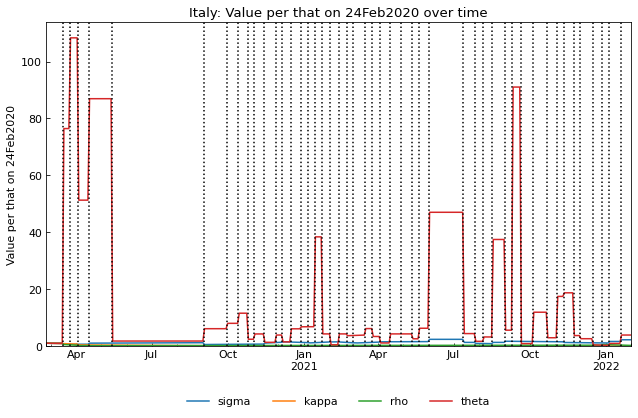 Italy: Value per that on 24Feb2020 over time
Value per that on 24Feb2020
100
80
60
40
20
0
Apr Jul Oct Jan Apr Jul Oct Jan
2021 2022
sigma kappa rho theta